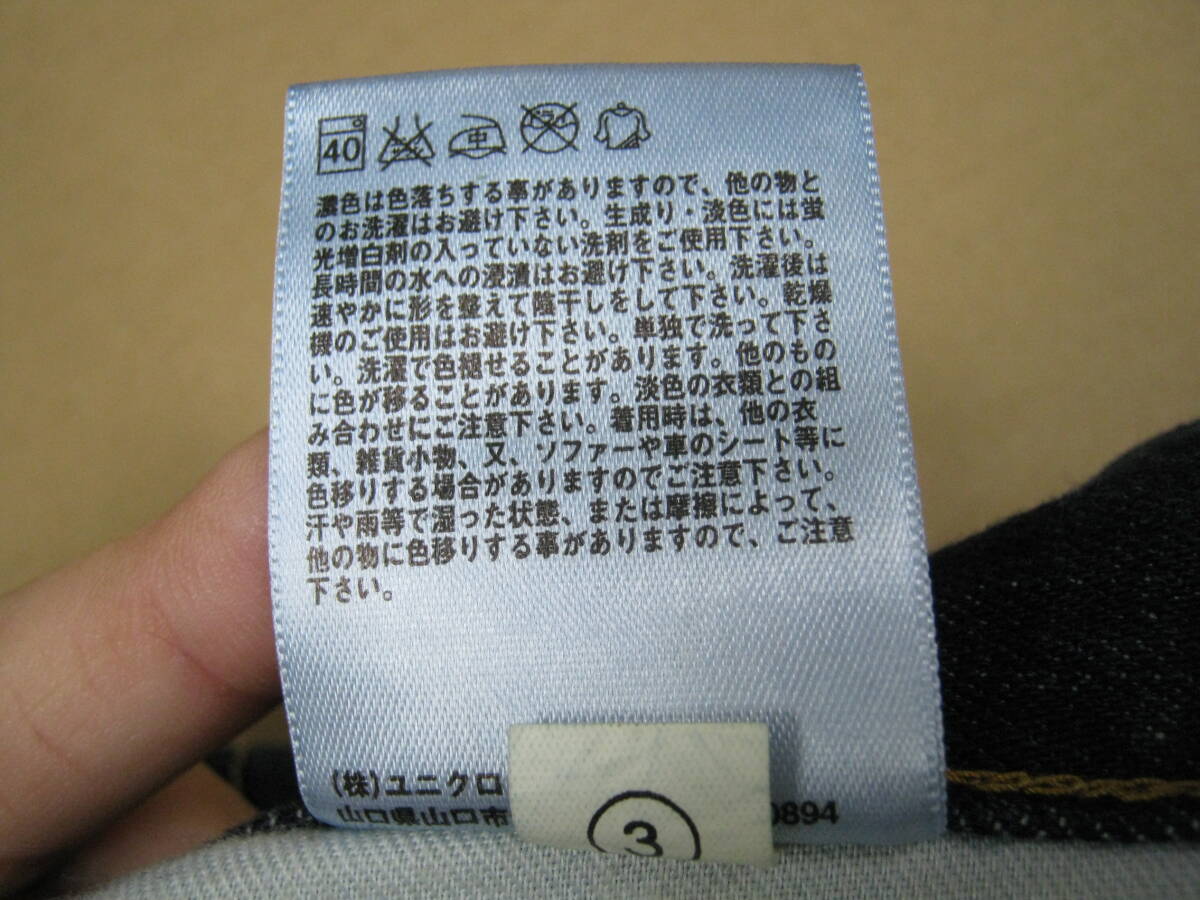 40 中 ドライ
濃色は色落ちする事がありますので、他の物と
のお洗濯はお避け下さい。生成り・淡色には蛍
光増白剤の入っていない洗剤をご使用下さい。
長時間の水への浸漬はお避け下さい。洗濯後は
速やかに形を整えて陰干しをして下さい。乾燥
機のご使用はお避け下さい。単独で洗って下さ
い。洗濯で色褪せることがあります。他のもの
に色が移ることがあります。淡色の衣類との組
み合わせにご注意下さい。着用時は、他の衣
類、雑貨小物、又、ソファーや車のシート等に
色移りする場合がありますのでご注意下さい。
汗や雨等で湿った状態、または摩擦によって、
他の物に色移りする事がありますので、ご注意
下さい。
(株)ユニクロ
山口県山口市 0894
3